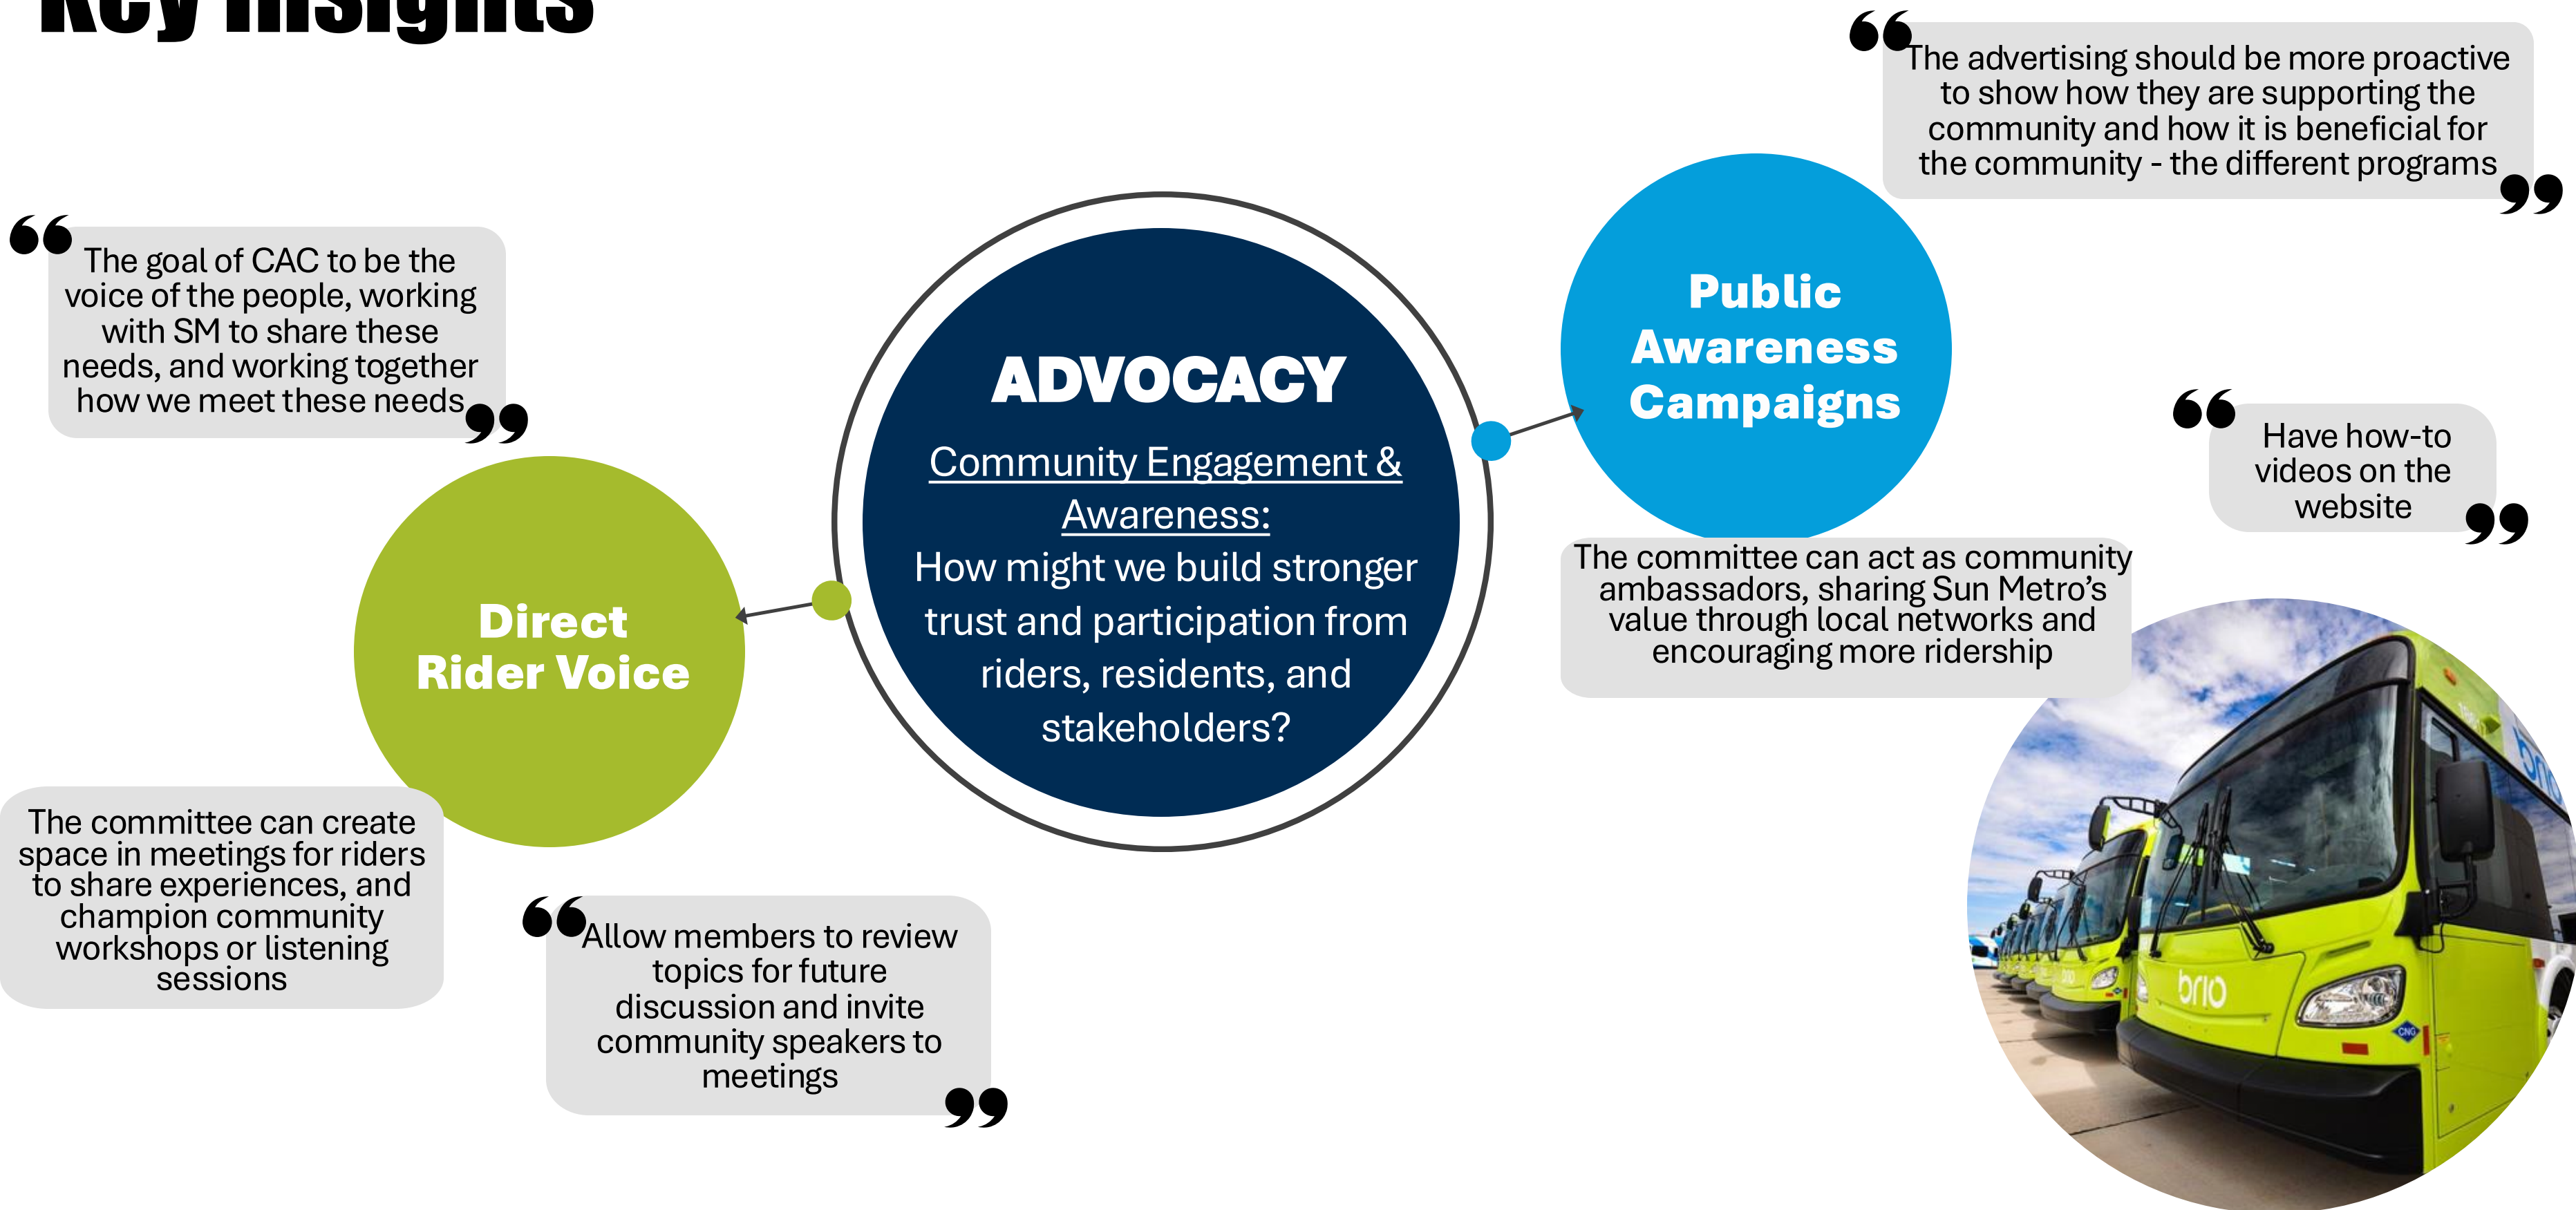 Key Insights
The advertising should be more proactive
to show how they are supporting the
community and how it is beneficial for
the community - the different programs
The goal of CAC to be the
voice of the people, working
with SM to share these
needs, and working together
how we meet these needs
Public
Awareness
Campaigns
ADVOCACY
Community Engagement &
Awareness:
How might we build stronger
trust and participation from
riders, residents, and
stakeholders?
Have how-to
videos on the
website
The committee can act as community
ambassadors, sharing Sun Metro’s
value through local networks and
encouraging more ridership
Direct
Rider Voice
The committee can create
space in meetings for riders
to share experiences, and
champion community
workshops or listening
sessions
Allow members to review
topics for future
discussion and invite
community speakers to
meetings
brio
CNG